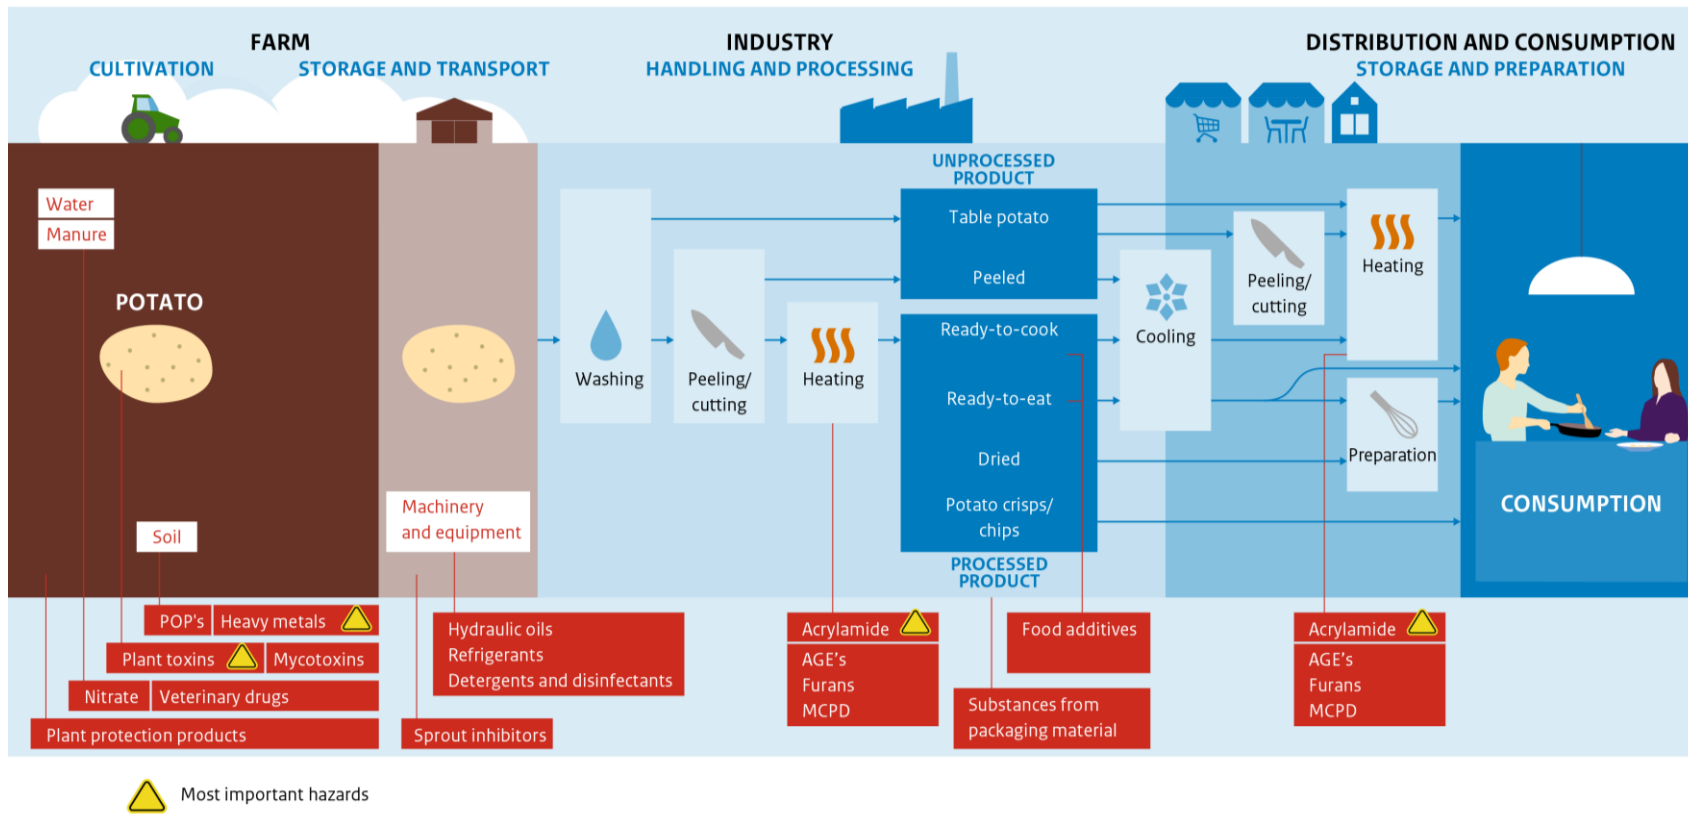 FARM
CULTIVATION
STORAGE AND TRANSPORT
INDUSTRY
HANDLING AND PROCESSING
DISTRIBUTION AND CONSUMPTION
STORAGE AND PREPARATION
Water
Manure
POTATO
Soil
Machinery
and equipment
Washing
Peeling/
cutting
Heating
UNPROCESSED
PRODUCT
Table potato
Peeled
Ready-to-cook
Ready-to-eat
Dried
Potato crisps/
chips
PROCESSED
PRODUCT
Cooling
Peeling/
cutting
Heating
Preparation
CONSUMPTION
POP's
Heavy metals
Plant toxins
Mycotoxins
Nitrate
Veterinary drugs
Plant protection products
Hydraulic oils
Refrigerants
Detergents and disinfectants
Sprout inhibitors
Acrylamide
AGE's
Furans
MCPD
Food additives
Substances from
packaging material
Acrylamide
AGE's
Furans
MCPD
Most important hazards